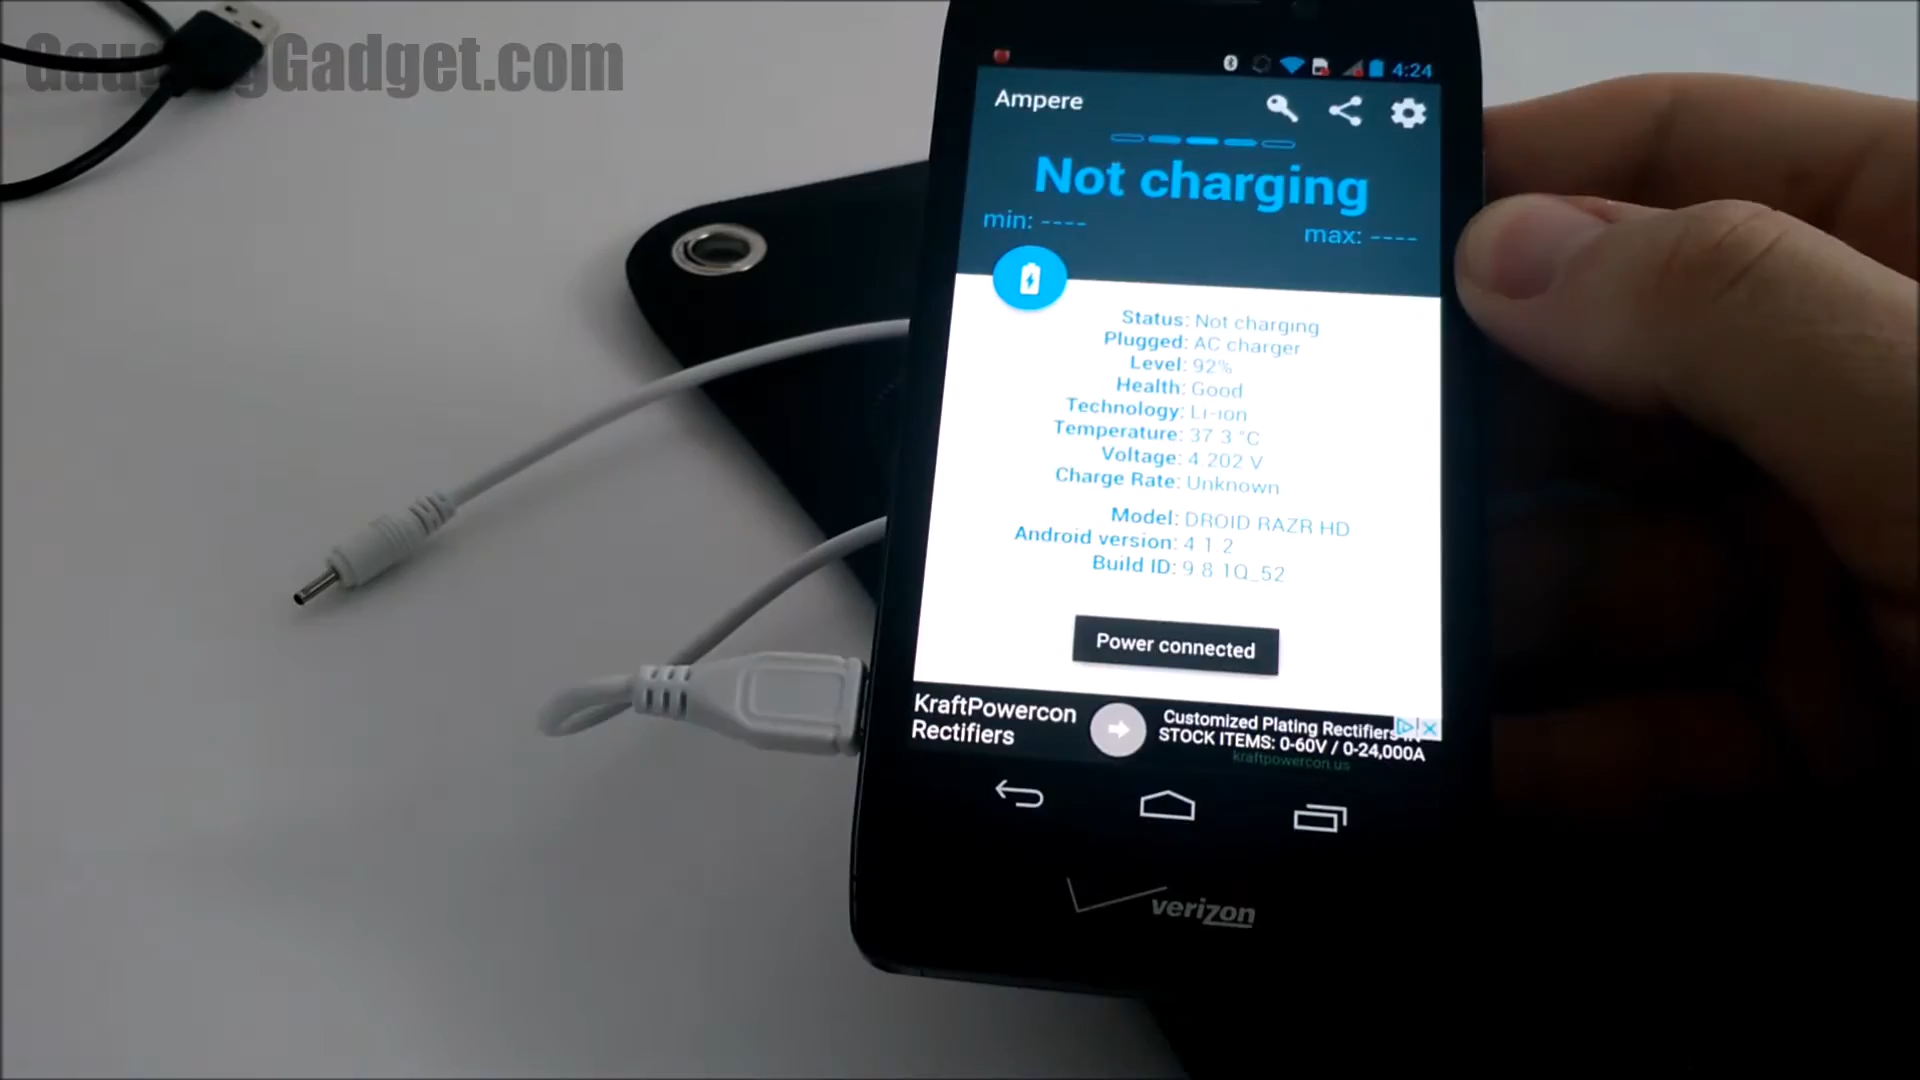 GaugingGadget.com
4:24
Ampere
Not charging
min: ----
max: ----
Status: Not charging
Plugged: AC charger
Level: 92%
Health: Good
Technology: Li-ion
Temperature: 37.3 °C
Voltage: 4.202 V
Charge Rate: Unknown
Model: DROID RAZR HD
Android version: 4.1.2
Build ID: 9.8.1Q_52
Power connected
KraftPowercon
Rectifiers
Customized Plating Rectifiers
STOCK ITEMS: 0-60V / 0-24,000A
kraftpowercon.us
verizon